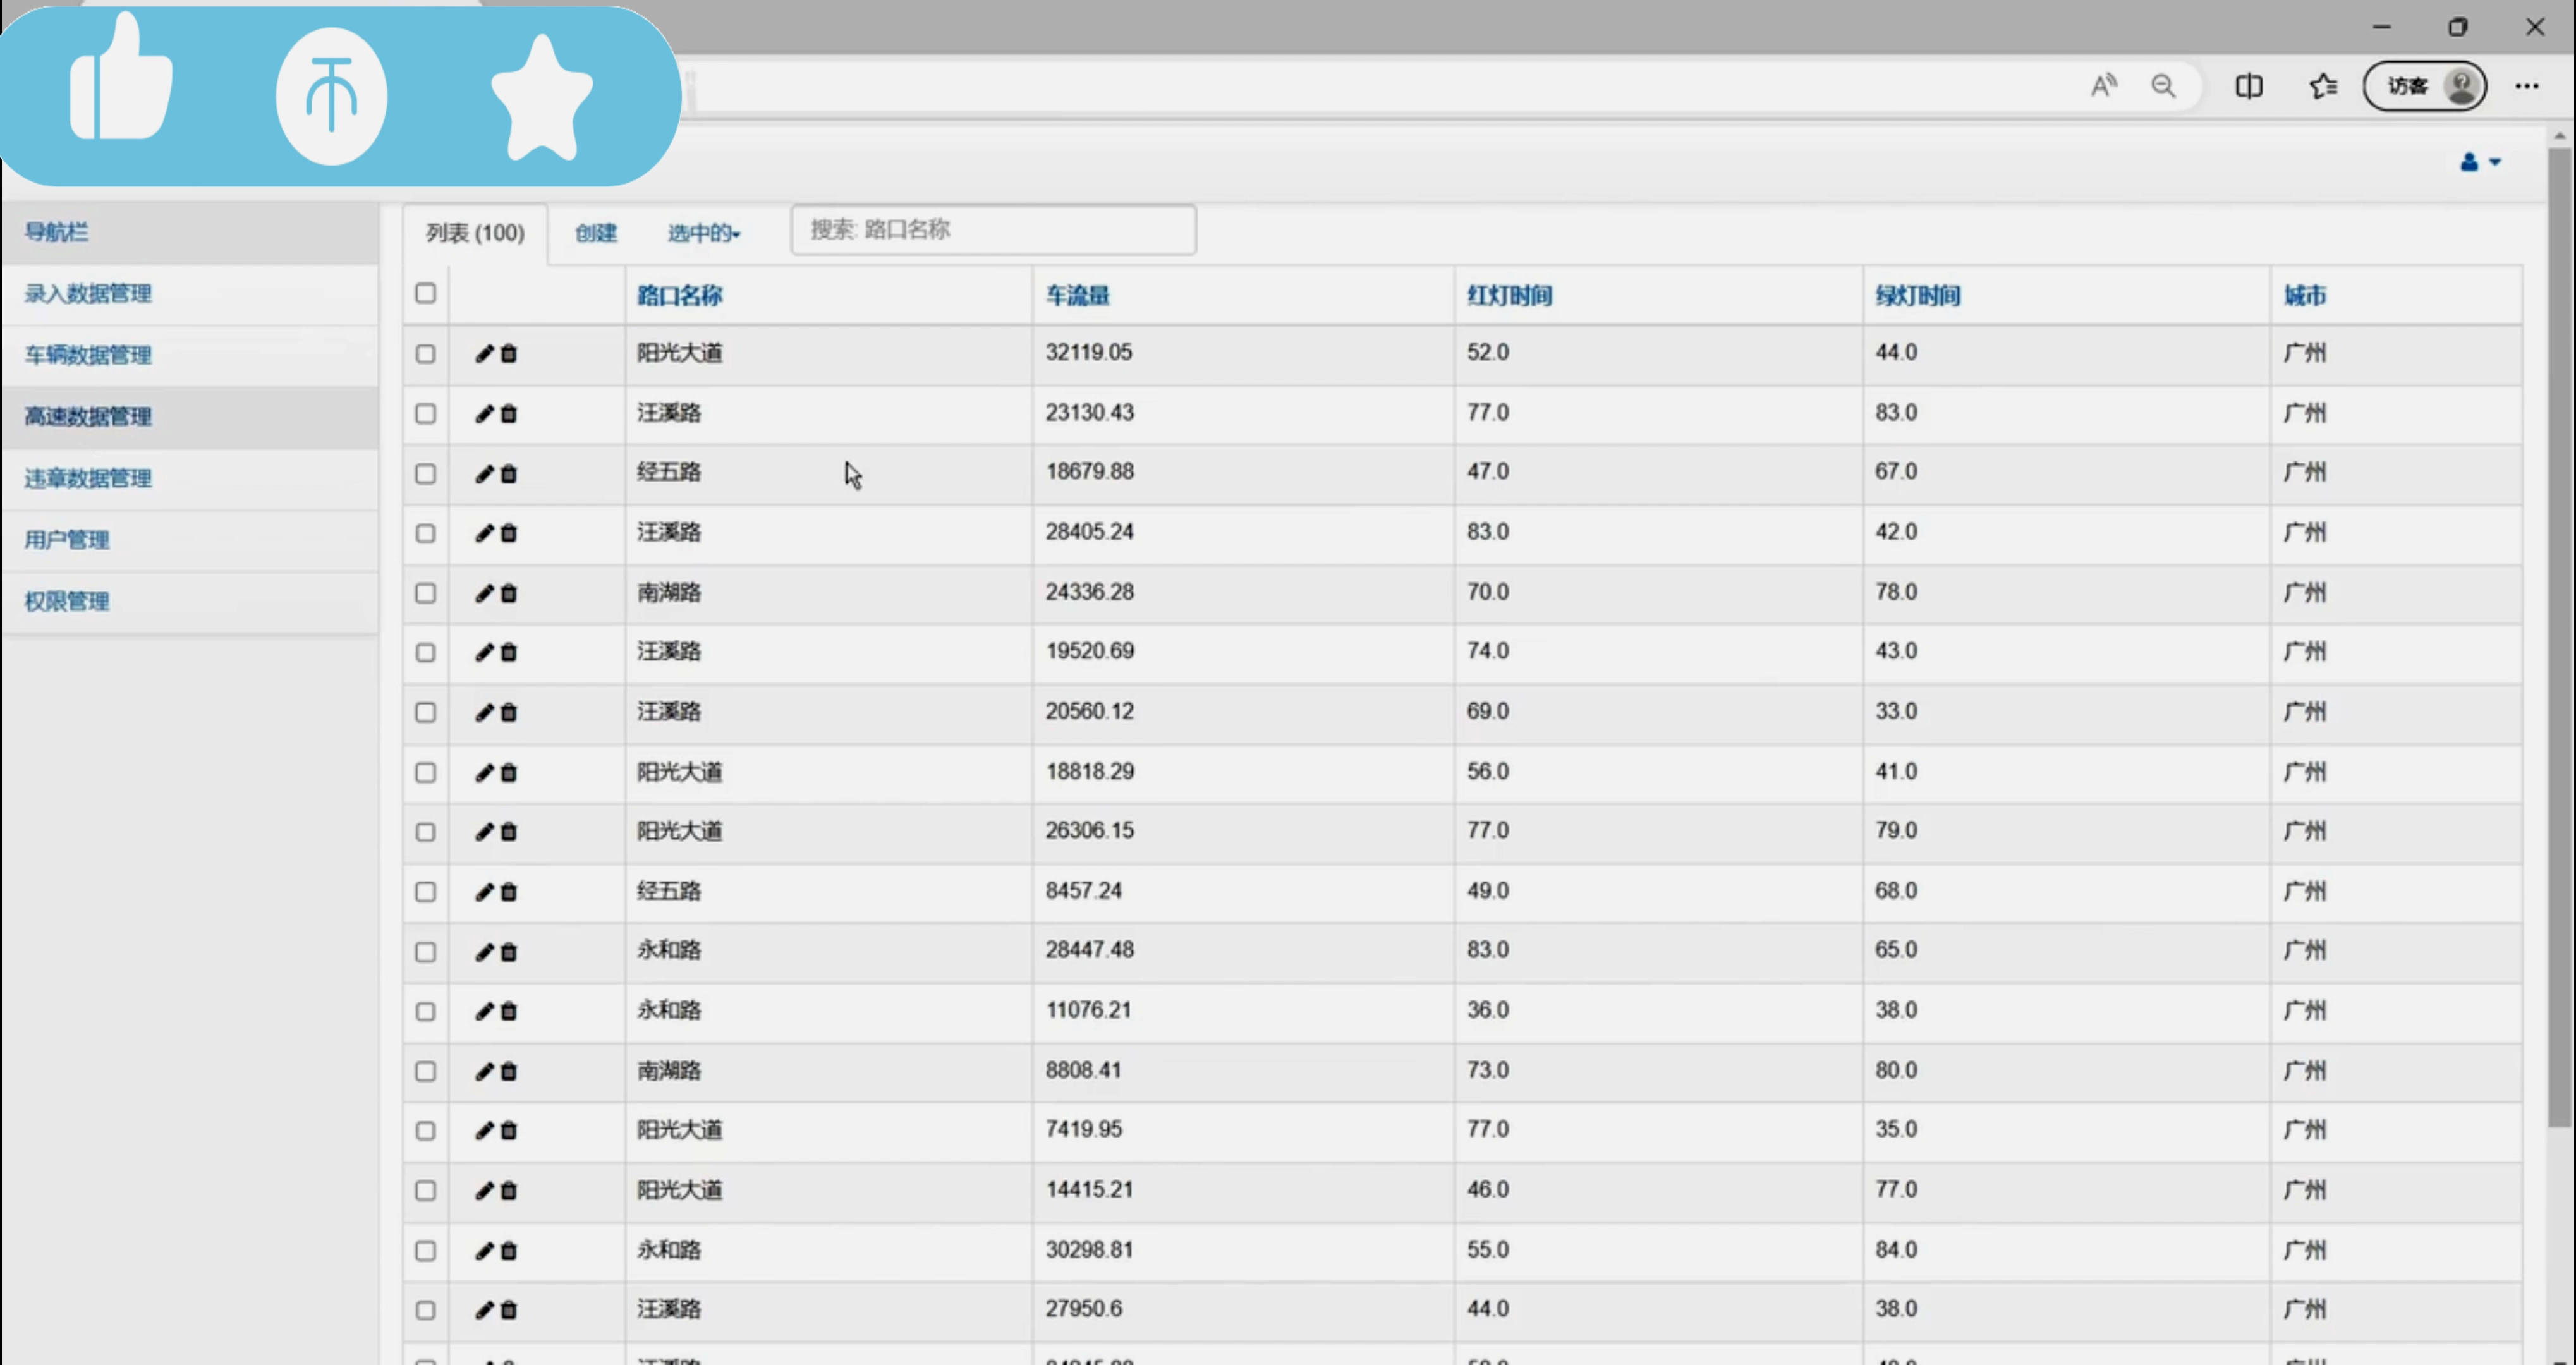 访客
导航栏
录入数据管理
车辆数据管理
高速数据管理
违章数据管理
用户管理
权限管理
列表 (100) 创建 选中的 搜索: 路口名称
路口名称 车流量 红灯时间 绿灯时间 城市
阳光大道 32119.05 52.0 44.0 广州
汪溪路 23130.43 77.0 83.0 广州
经五路 18679.88 47.0 67.0 广州
汪溪路 28405.24 83.0 42.0 广州
南湖路 24336.28 70.0 78.0 广州
汪溪路 19520.69 74.0 43.0 广州
汪溪路 20560.12 69.0 33.0 广州
阳光大道 18818.29 56.0 41.0 广州
阳光大道 26306.15 77.0 79.0 广州
经五路 8457.24 49.0 68.0 广州
永和路 28447.48 83.0 65.0 广州
永和路 11076.21 36.0 38.0 广州
南湖路 8808.41 73.0 80.0 广州
阳光大道 7419.95 77.0 35.0 广州
阳光大道 14415.21 46.0 77.0 广州
永和路 30298.81 55.0 84.0 广州
汪溪路 27950.6 44.0 38.0 广州